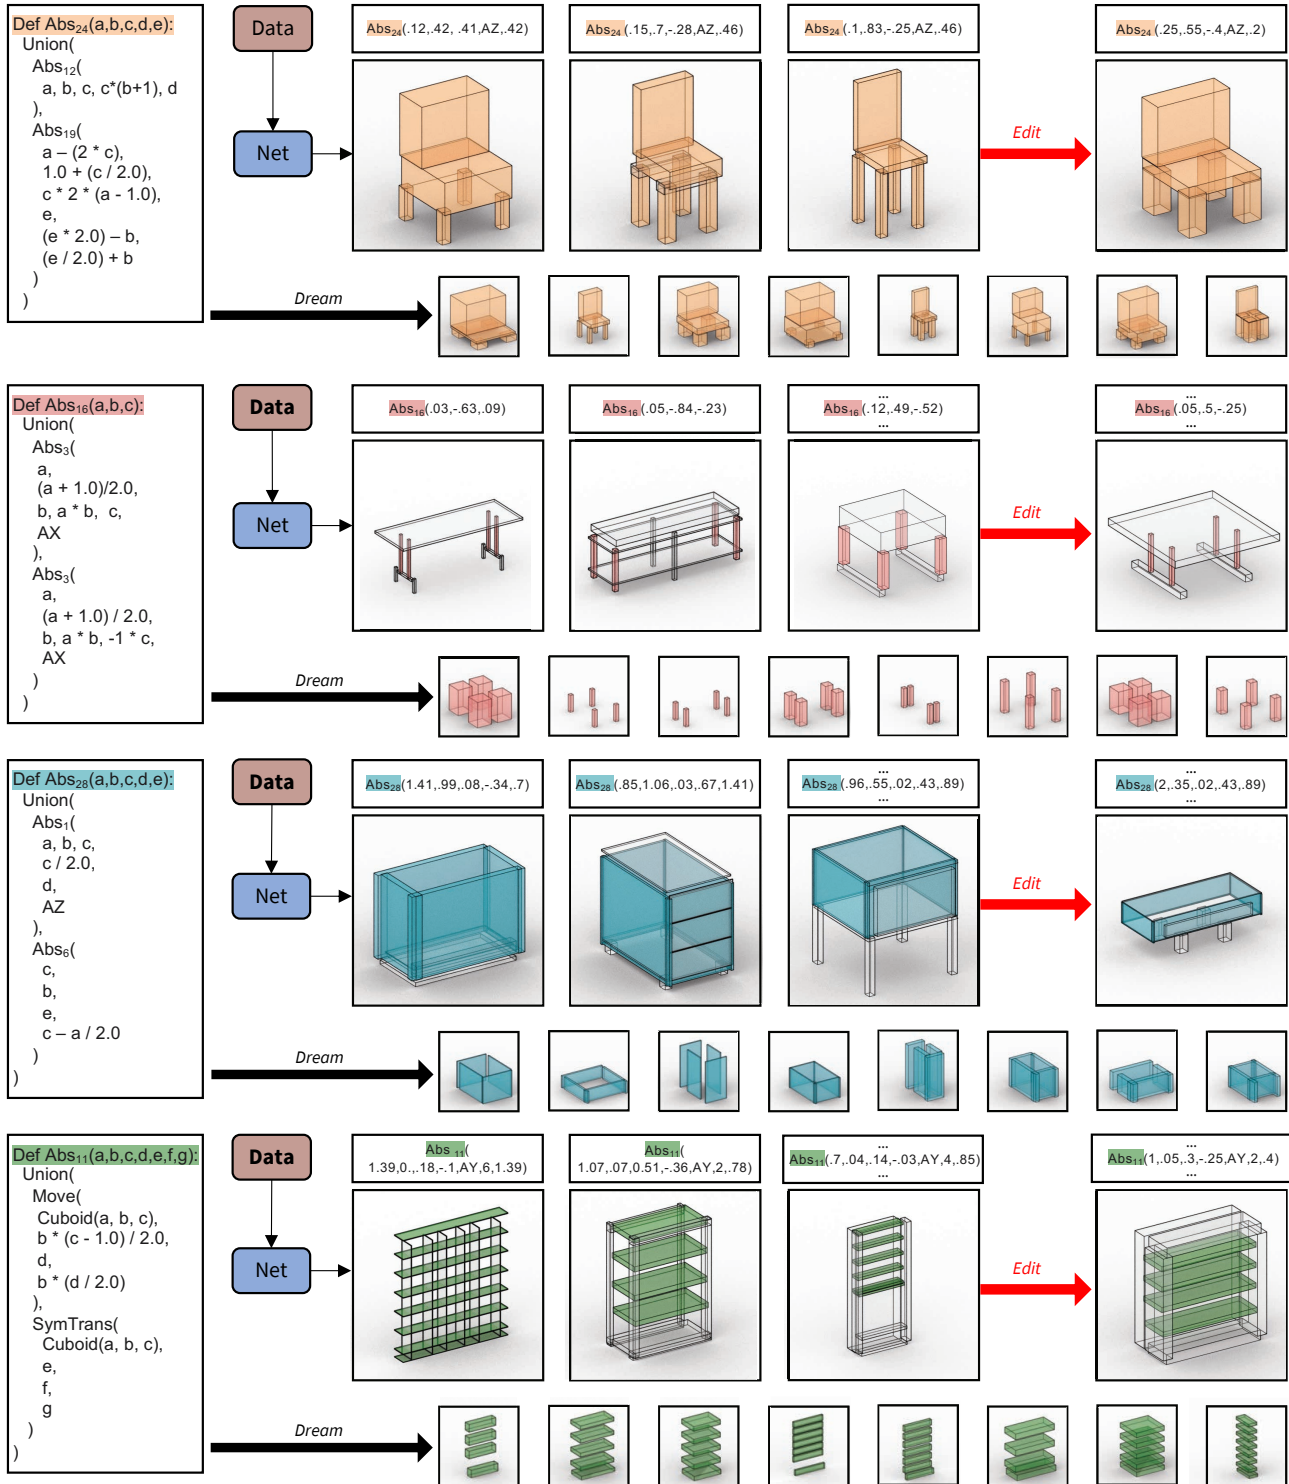 Def Abs24(a,b,c,d,e):
Union(
Abs12(
a, b, c, c*(b+1), d
),
Abs19(
a – (2 * c),
1.0 + (c / 2.0),
c * 2 * (a - 1.0),
e,
(e * 2.0) – b,
(e / 2.0) + b
)
)
Data
Net
Abs24(.12,.42, .41,AZ,.42)
Abs24(.15,.7,-.28,AZ,.46)
Abs24(.1,.83,-.25,AZ,.46)
Edit
Abs24(.25,.55,-.4,AZ,.2)
Dream
Def Abs16(a,b,c):
Union(
Abs3(
a,
(a + 1.0)/2.0,
b, a * b, c,
AX
),
Abs3(
a,
(a + 1.0) / 2.0,
b, a * b, -1 * c,
AX
)
)
Data
Net
Abs16(.03,-.63,.09)
Abs16(.05,-.84,-.23)
...
Abs16(.12,.49,-.52)
...
Edit
...
Abs16(.05,.5,-.25)
...
Dream
Def Abs28(a,b,c,d,e):
Union(
Abs1(
a, b, c,
c / 2.0,
d,
AZ
),
Abs6(
c,
b,
e,
c – a / 2.0
)
)
Data
Net
Abs28(1.41,.99,.08,-.34,.7)
Abs28(.85,1.06,.03,.67,1.41)
...
Abs28(.96,.55,.02,.43,.89)
...
Edit
...
Abs28(2,.35,.02,.43,.89)
...
Dream
Def Abs11(a,b,c,d,e,f,g):
Union(
Move(
Cuboid(a, b, c),
b * (c - 1.0) / 2.0,
d,
b * (d / 2.0)
),
SymTrans(
Cuboid(a, b, c),
e,
f,
g
)
)
Data
Net
Abs 11(
1.39,0.,.18,-.1,AY,6,1.39)
Abs11(
1.07,.07,0.51,-.36,AY,2,.78)
...
Abs11(.7,.04,.14,-.03,AY,4,.85)
...
Edit
...
Abs11(1,.05,.3,-.25,AY,2,.4)
...
Dream